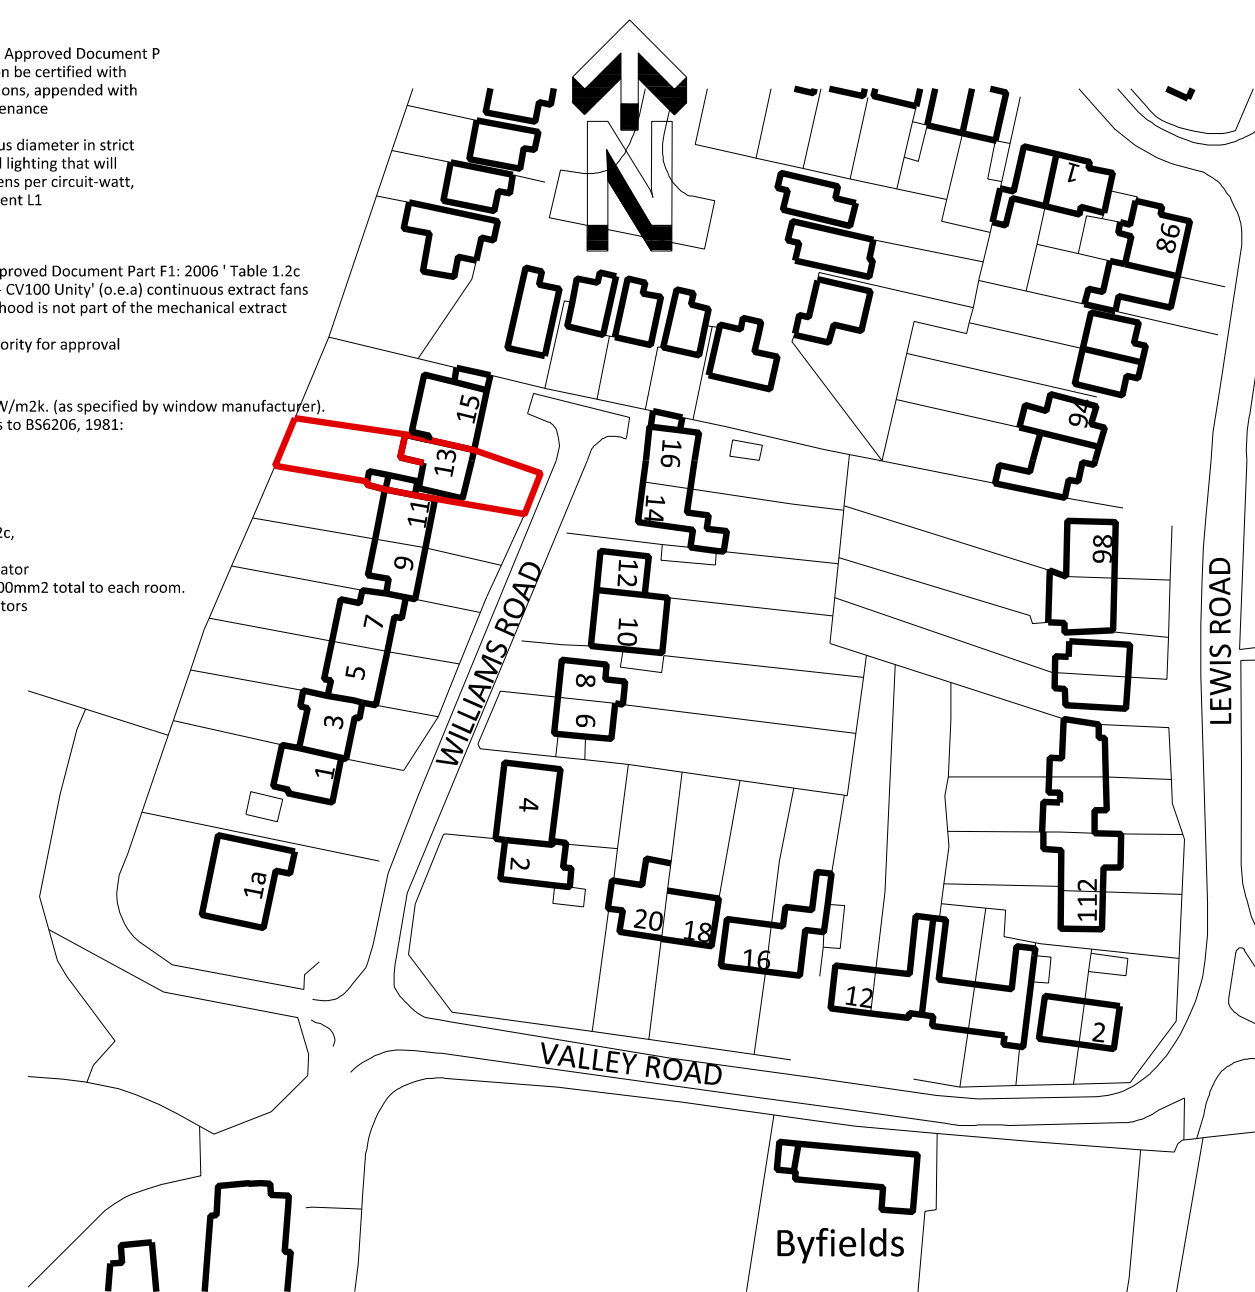 Approved Document P
n be certified with
ions, appended with
enance
us diameter in strict
l lighting that will
ens per circuit-watt,
ent L1
proved Document Part F1: 2006 ' Table 1.2c
- CV100 Unity' (o.e.a) continuous extract fans
hood is not part of the mechanical extract
ority for approval
W/m2k. (as specified by window manufacturer).
s to BS6206, 1981:
2c,
ator
00mm2 total to each room.
tors
N
1
98
94
98
112
15
13
11
9
7
5
3
1
1a
16
14
12
10
8
6
4
2
20
18
16
12
2
WILLIAMS ROAD
LEWIS ROAD
VALLEY ROAD
Byfields